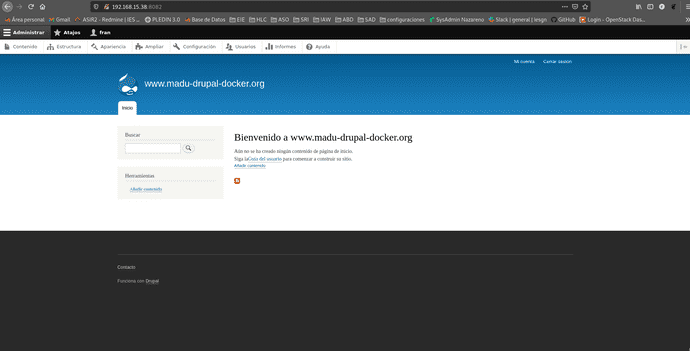 192.168.15.38:8082
Área personal Gmail ASIR2 - Redmine | IES ... PLEDIN 3.0 Base de Datos EIE HLC ASO SRI IAW ABD SAD configuraciones SysAdmin Nazareno Slack | general | iesgn GitHub Login - OpenStack Das...
Administrar Atajos fran
Contenido Estructura Apariencia Ampliar Configuración Usuarios Informes Ayuda
Mi cuenta Cerrar sesión
www.madu-drupal-docker.org
Inicio
Buscar
Bienvenido a www.madu-drupal-docker.org
Aún no se ha creado ningún contenido de página de inicio.
Siga la Guía del usuario para comenzar a construir su sitio.
Añadir contenido
Herramientas
Añadir contenido
Contacto
Funciona con Drupal